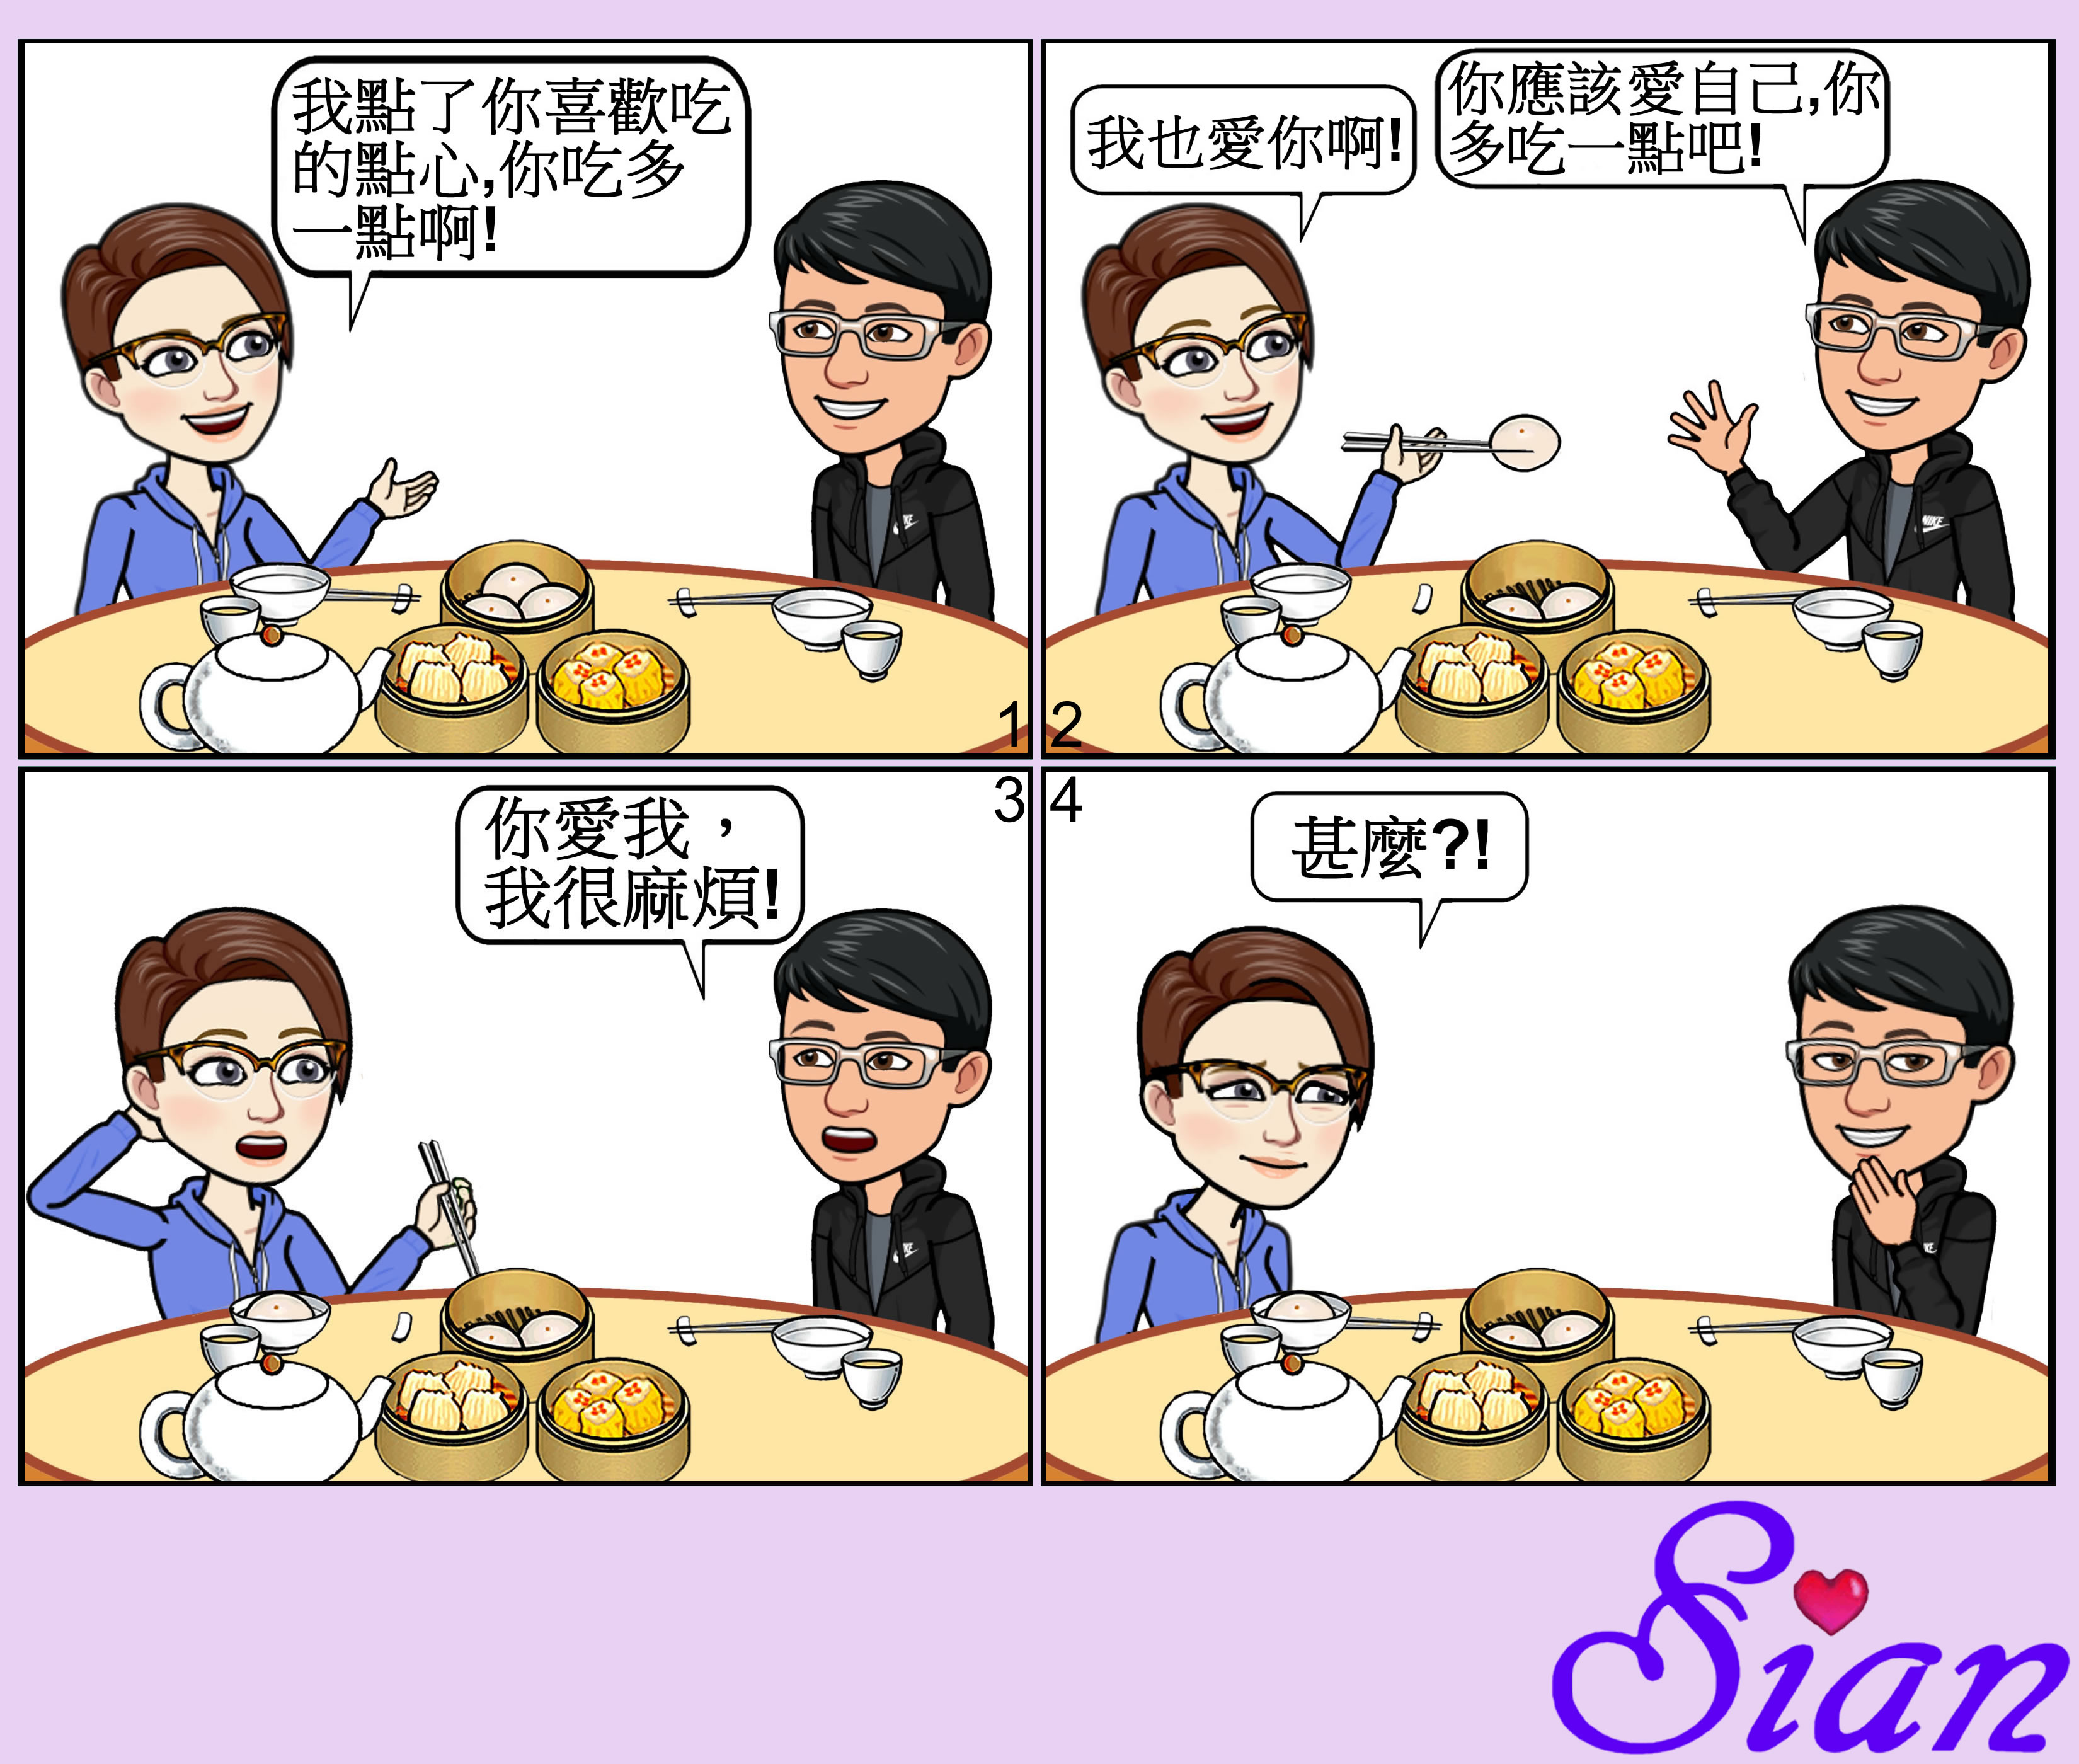 我點了你喜歡吃
的點心,你吃多
一點啊!
1
我也愛你啊!
你應該愛自己,你
多吃一點吧!
2
你愛我，
我很麻煩!
3
4
甚麼?!
NIKE
Sian